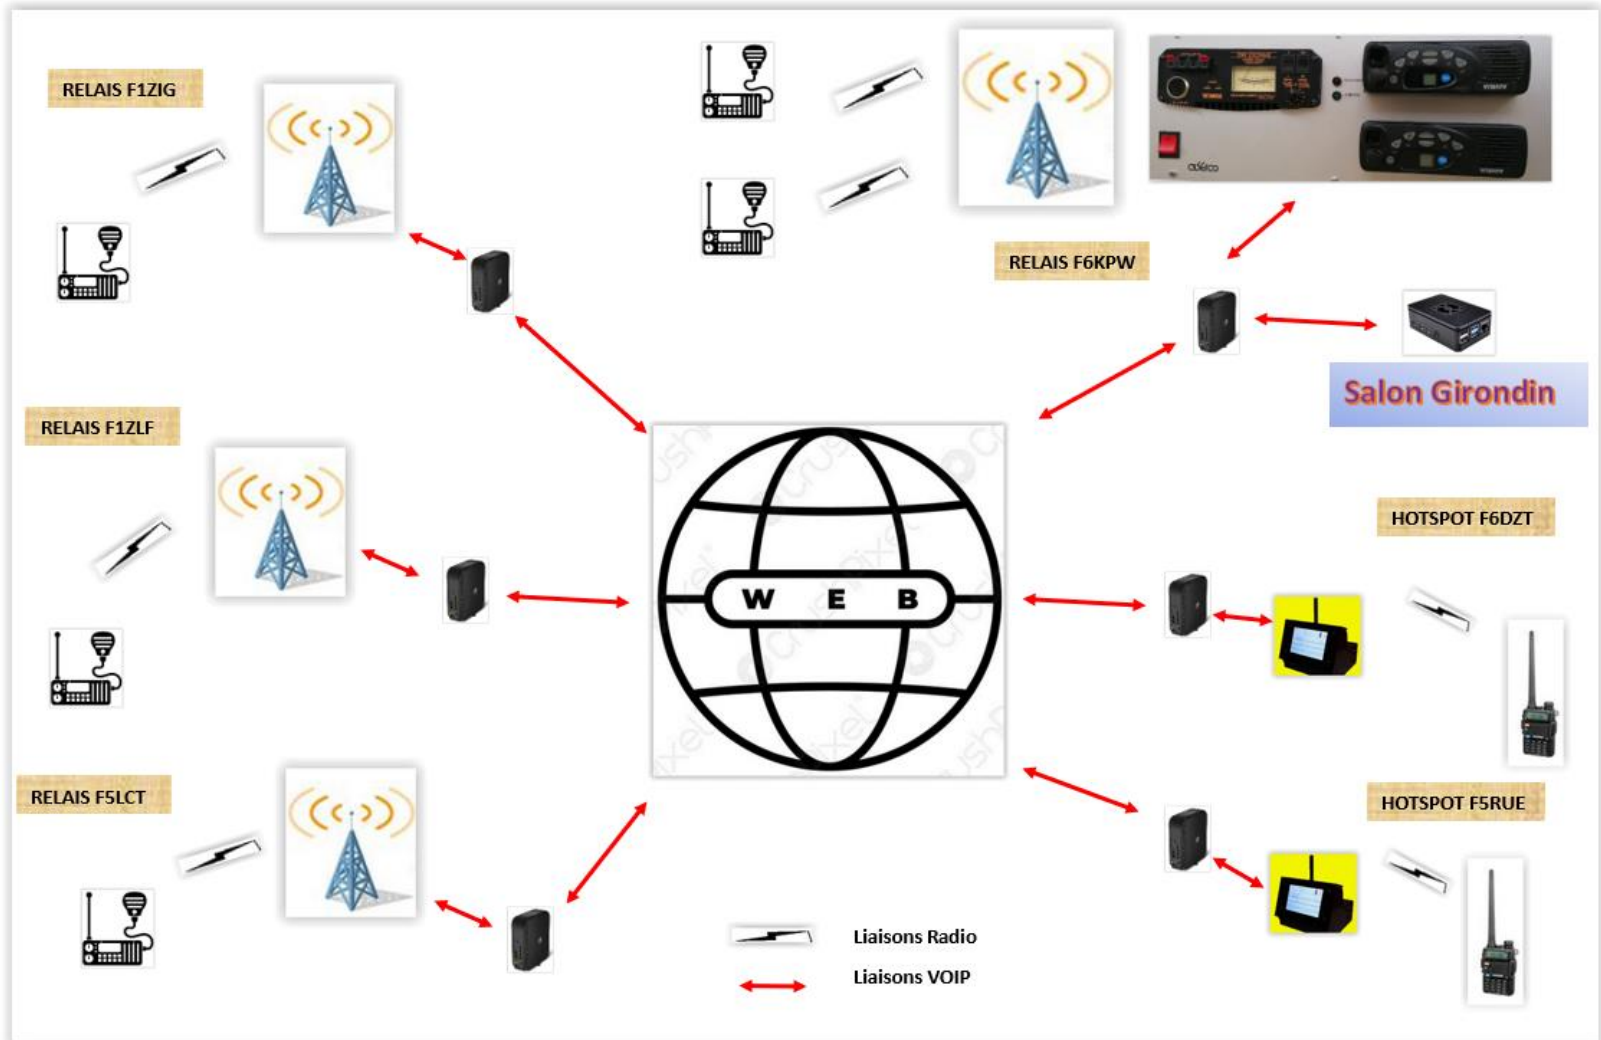 RELAIS F1ZIG
RELAIS F6KPW
Salon Girondin
RELAIS F1ZLF
HOTSPOT F6DZT
W E B
RELAIS F5LCT
HOTSPOT F5RUE
Liaisons Radio
Liaisons VOIP